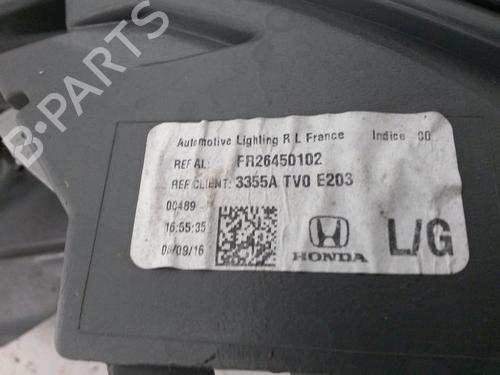 B-PARTS
Automotive Lighting R L France Indice 00
REF AL: FR26450102
REF CLIENT: 3355A TV0 E203
00489
16:55:35
09/16
HONDA
L/G